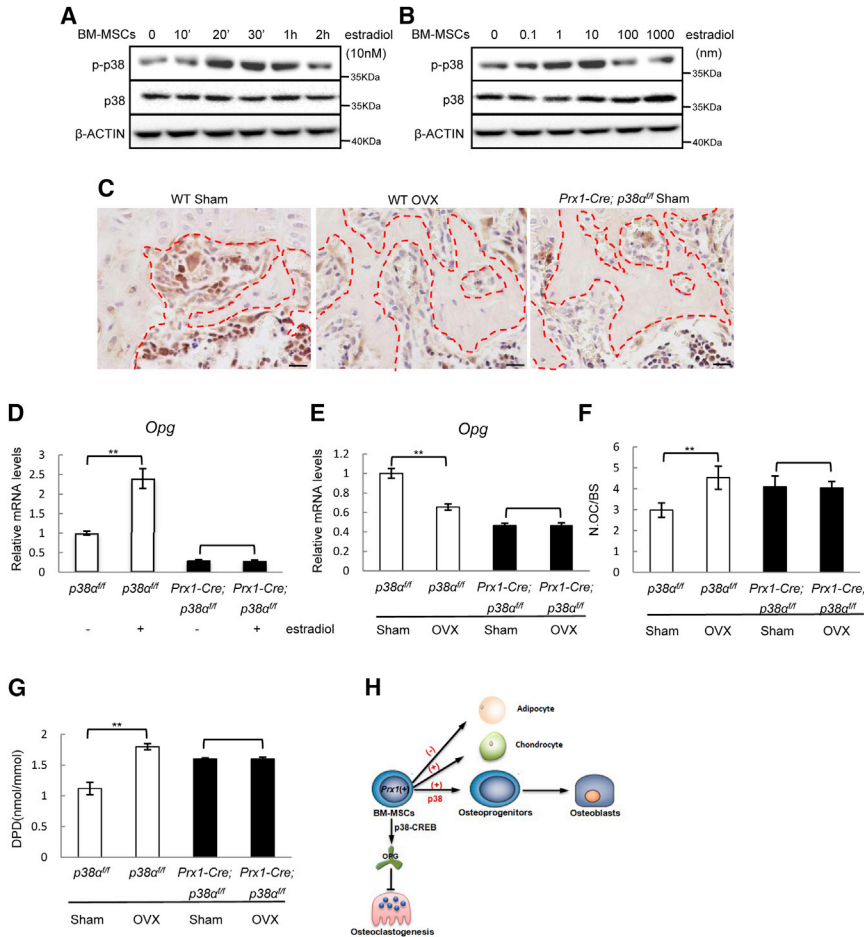 A
BM-MSCs 0 10' 20' 30' 1h 2h estradiol
(10nM)
p-p38
35KDa
p38
35KDa
β-ACTIN
40KDa
B
BM-MSCs 0 0.1 1 10 100 1000 estradiol
(nm)
p-p38
35KDa
p38
35KDa
β-ACTIN
40KDa
C
WT Sham
WT OVX
Prx1-Cre; p38αf/f Sham
D
Opg
Relative mRNA levels
3
2.5
2
1.5
1
0.5
0
**
p38αf/f p38αf/f Prx1-Cre; Prx1-Cre;
p38αf/f p38αf/f
- + - + estradiol
E
Opg
Relative mRNA levels
1.2
1
0.8
0.6
0.4
0.2
0
**
p38αf/f p38αf/f Prx1-Cre; Prx1-Cre;
p38αf/f p38αf/f
Sham OVX Sham OVX
F
N.OC/BS
6
5
4
3
2
1
0
**
p38αf/f p38αf/f Prx1-Cre; Prx1-Cre;
p38αf/f p38αf/f
Sham OVX Sham OVX
G
DPD(nmol/mmol)
2
1.5
1
0.5
0
**
p38αf/f p38αf/f Prx1-Cre; Prx1-Cre;
p38αf/f p38αf/f
Sham OVX Sham OVX
H
Adipocyte
(-)
Chondrocyte
(+)
(+)
Prx1(+)
p38
BM-MSCs
Osteoprogenitors
Osteoblasts
p38-CREB
OPG
Osteoclastogenesis